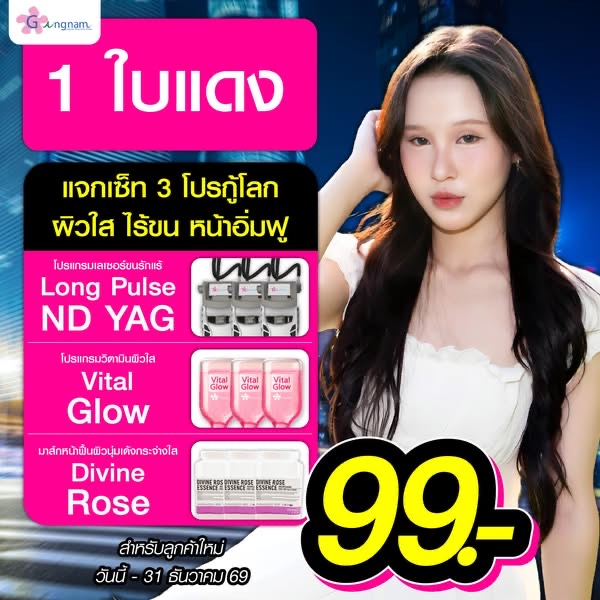 Gangnam
1 ใบแดง
แจกเซ็ท 3 โปรกู้โลก
ผิวใส ไร้ขน หน้าอิ่มฟู
โปรแกรมเลเซอร์ขนรักแร้
Long Pulse
ND YAG
โปรแกรมวิตามินผิวใส
Vital
Glow
Vital Vital Vital
Glow Glow Glow
มาส์กหน้าฟื้นผิวนุ่มเด้งกระจ่างใส
Divine
Rose
DIVINE ROSE DIVINE ROSE DIVINE ROSE
ESSENCE ESSENCE ESSENCE
99.-
สำหรับลูกค้าใหม่
วันนี้ - 31 ธันวาคม 69